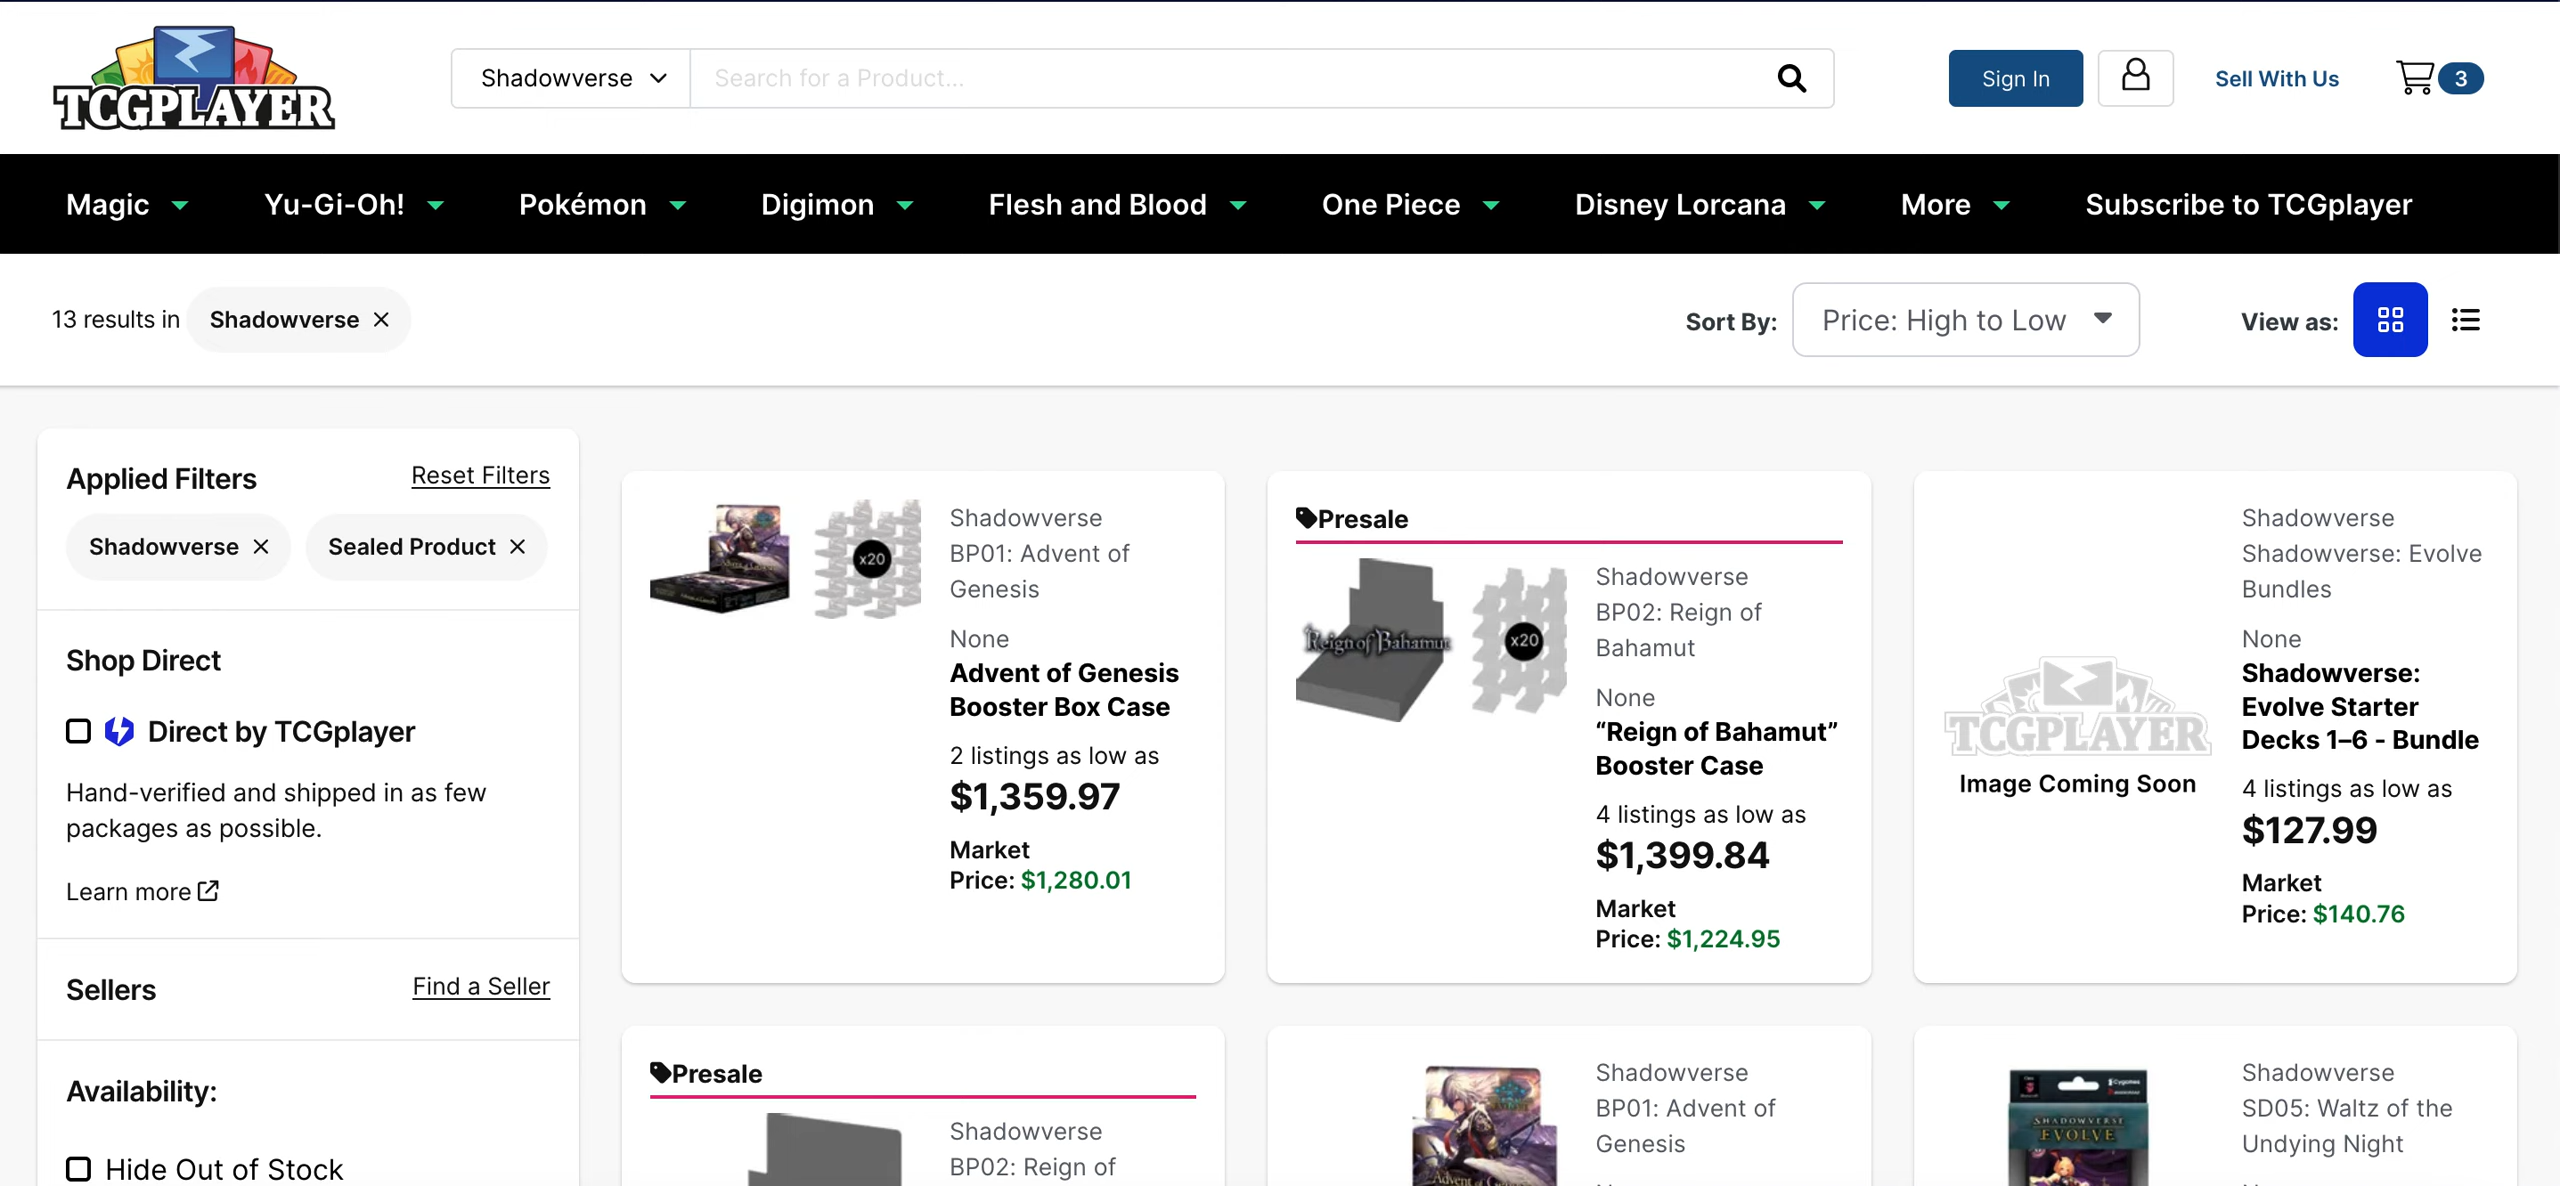 TCGPLAYER
Shadowverse
Search for a Product...
Sign In
Sell With Us
3
Magic
Yu-Gi-Oh!
Pokémon
Digimon
Flesh and Blood
One Piece
Disney Lorcana
More
Subscribe to TCGplayer
13 results in
Shadowverse
Sort By:
Price: High to Low
View as:
Applied Filters
Reset Filters
Shadowverse
Sealed Product
Shop Direct
Direct by TCGplayer
Hand-verified and shipped in as few
packages as possible.
Learn more
Sellers
Find a Seller
Availability:
Hide Out of Stock
x20
Shadowverse
BP01: Advent of
Genesis
None
Advent of Genesis
Booster Box Case
2 listings as low as
$1,359.97
Market
Price: $1,280.01
Presale
Reign of Bahamut
x20
Shadowverse
BP02: Reign of
Bahamut
None
“Reign of Bahamut”
Booster Case
4 listings as low as
$1,399.84
Market
Price: $1,224.95
TCGPLAYER
Image Coming Soon
Shadowverse
Shadowverse: Evolve
Bundles
None
Shadowverse:
Evolve Starter
Decks 1–6 - Bundle
4 listings as low as
$127.99
Market
Price: $140.76
Presale
Shadowverse
BP02: Reign of
Advent of Genesis
Shadowverse
BP01: Advent of
Genesis
Cygames
SHADOWVERSE
EVOLVE
Shadowverse
SD05: Waltz of the
Undying Night